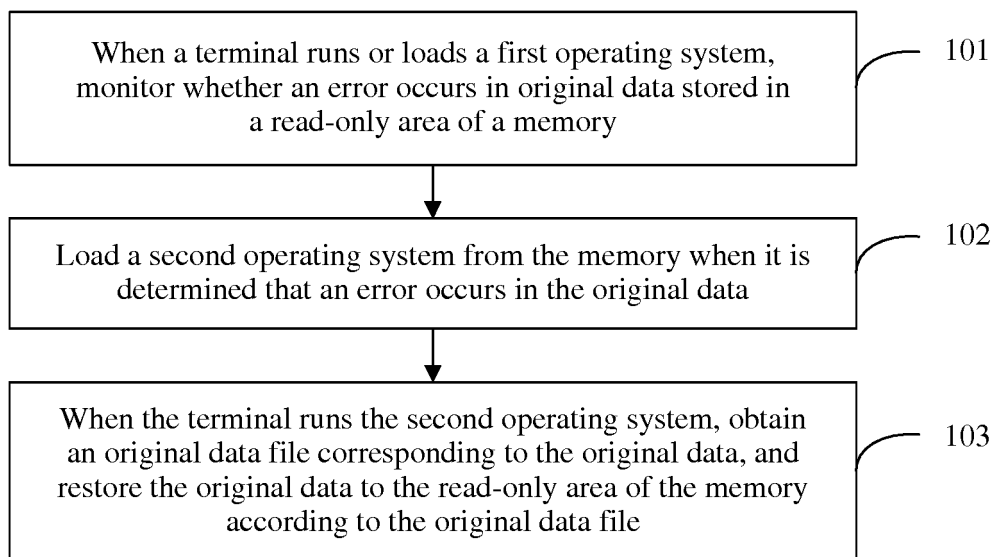 When a terminal runs or loads a first operating system,
monitor whether an error occurs in original data stored in
a read-only area of a memory
101
Load a second operating system from the memory when it is
determined that an error occurs in the original data
102
When the terminal runs the second operating system, obtain
an original data file corresponding to the original data, and
restore the original data to the read-only area of the memory
according to the original data file
103